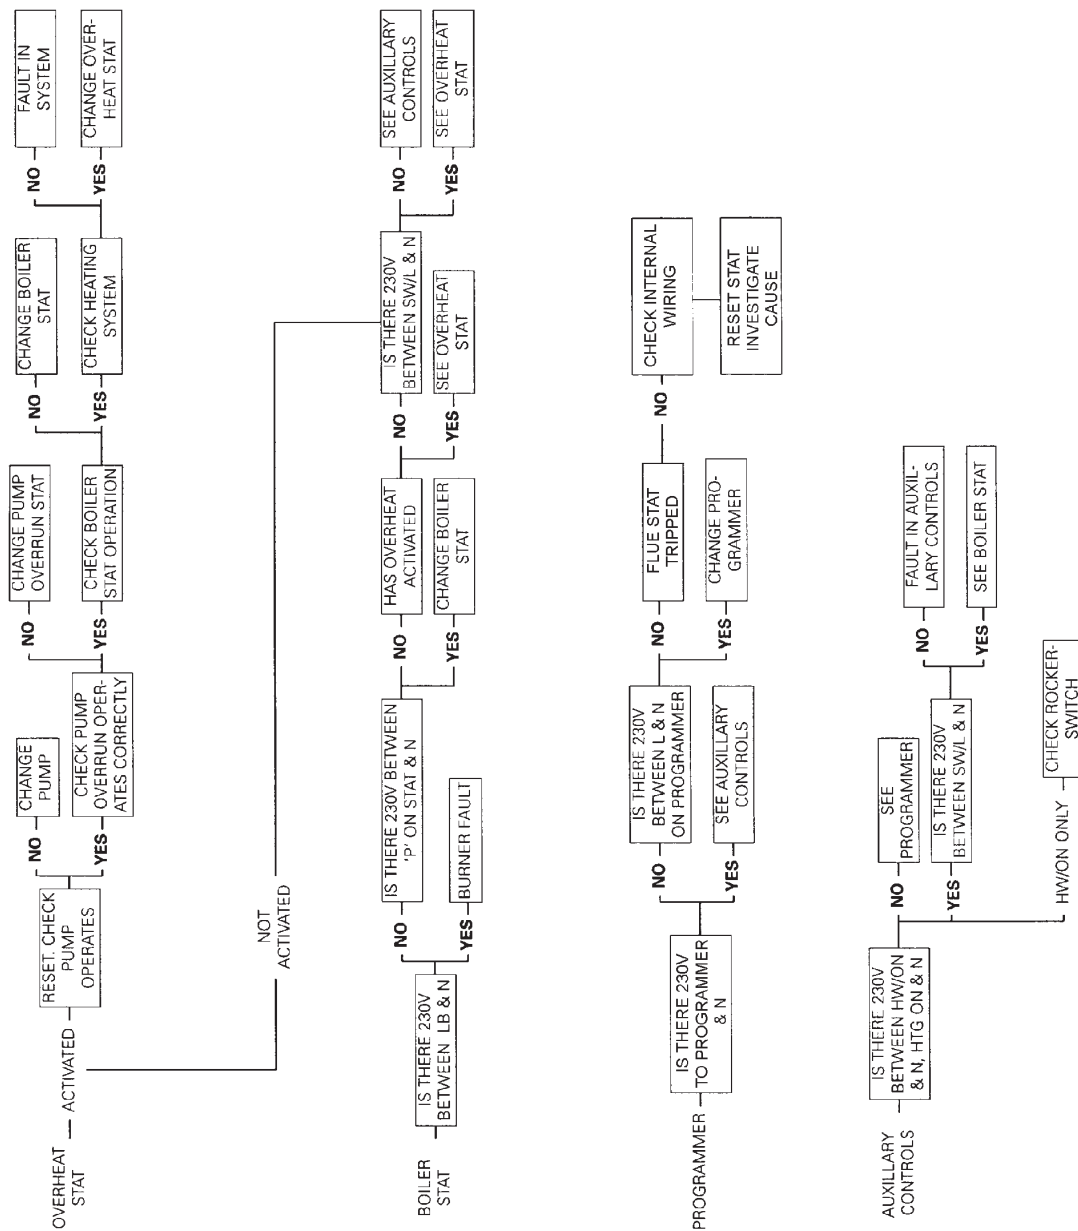 OVERHEAT
STAT
ACTIVATED
RESET. CHECK
PUMP
OPERATES
NO
CHANGE
PUMP
YES
CHECK PUMP
OVERRUN OPER-
ATES CORRECTLY
NO
CHANGE PUMP
OVERRUN STAT
YES
CHECK BOILER
STAT OPERATION
NO
CHANGE BOILER
STAT
YES
CHECK HEATING
SYSTEM
NO
FAULT IN
SYSTEM
YES
CHANGE OVER-
HEAT STAT
NOT
ACTIVATED
BOILER
STAT
IS THERE 230V
BETWEEN LB & N
NO
IS THERE 230V BETWEEN
'P' ON STAT & N
YES
BURNER FAULT
NO
HAS OVERHEAT
ACTIVATED
YES
CHANGE BOILER
STAT
NO
IS THERE 230V
BETWEEN SW/L & N
YES
SEE OVERHEAT
STAT
NO
SEE AUXILLARY
CONTROLS
YES
SEE OVERHEAT
STAT
PROGRAMMER
IS THERE 230V
TO PROGRAMMER
& N
NO
IS THERE 230V
BETWEEN L & N
ON PROGRAMMER
YES
SEE AUXILLARY
CONTROLS
NO
FLUE STAT
TRIPPED
YES
CHANGE PRO-
GRAMMER
NO
CHECK INTERNAL
WIRING
RESET STAT
INVESTIGATE
CAUSE
AUXILLARY
CONTROLS
IS THERE 230V
BETWEEN HW/ON
& N, HTG ON & N
NO
SEE
PROGRAMMER
YES
IS THERE 230V
BETWEEN SW/L & N
NO
FAULT IN AUXIL-
LARY CONTROLS
YES
SEE BOILER STAT
HW/ON ONLY
CHECK ROCKER-
SWITCH